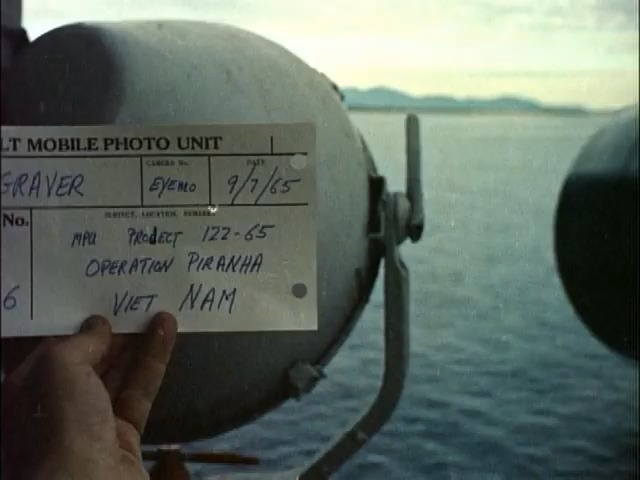 LT MOBILE PHOTO UNIT
GRAVER
CAMERA No.
EYEMO
DATE
9/7/65
No.
SUBJECT, LOCATION, REMARKS
MPU PROJECT 122-65
OPERATION PIRANHA
6
VIET NAM